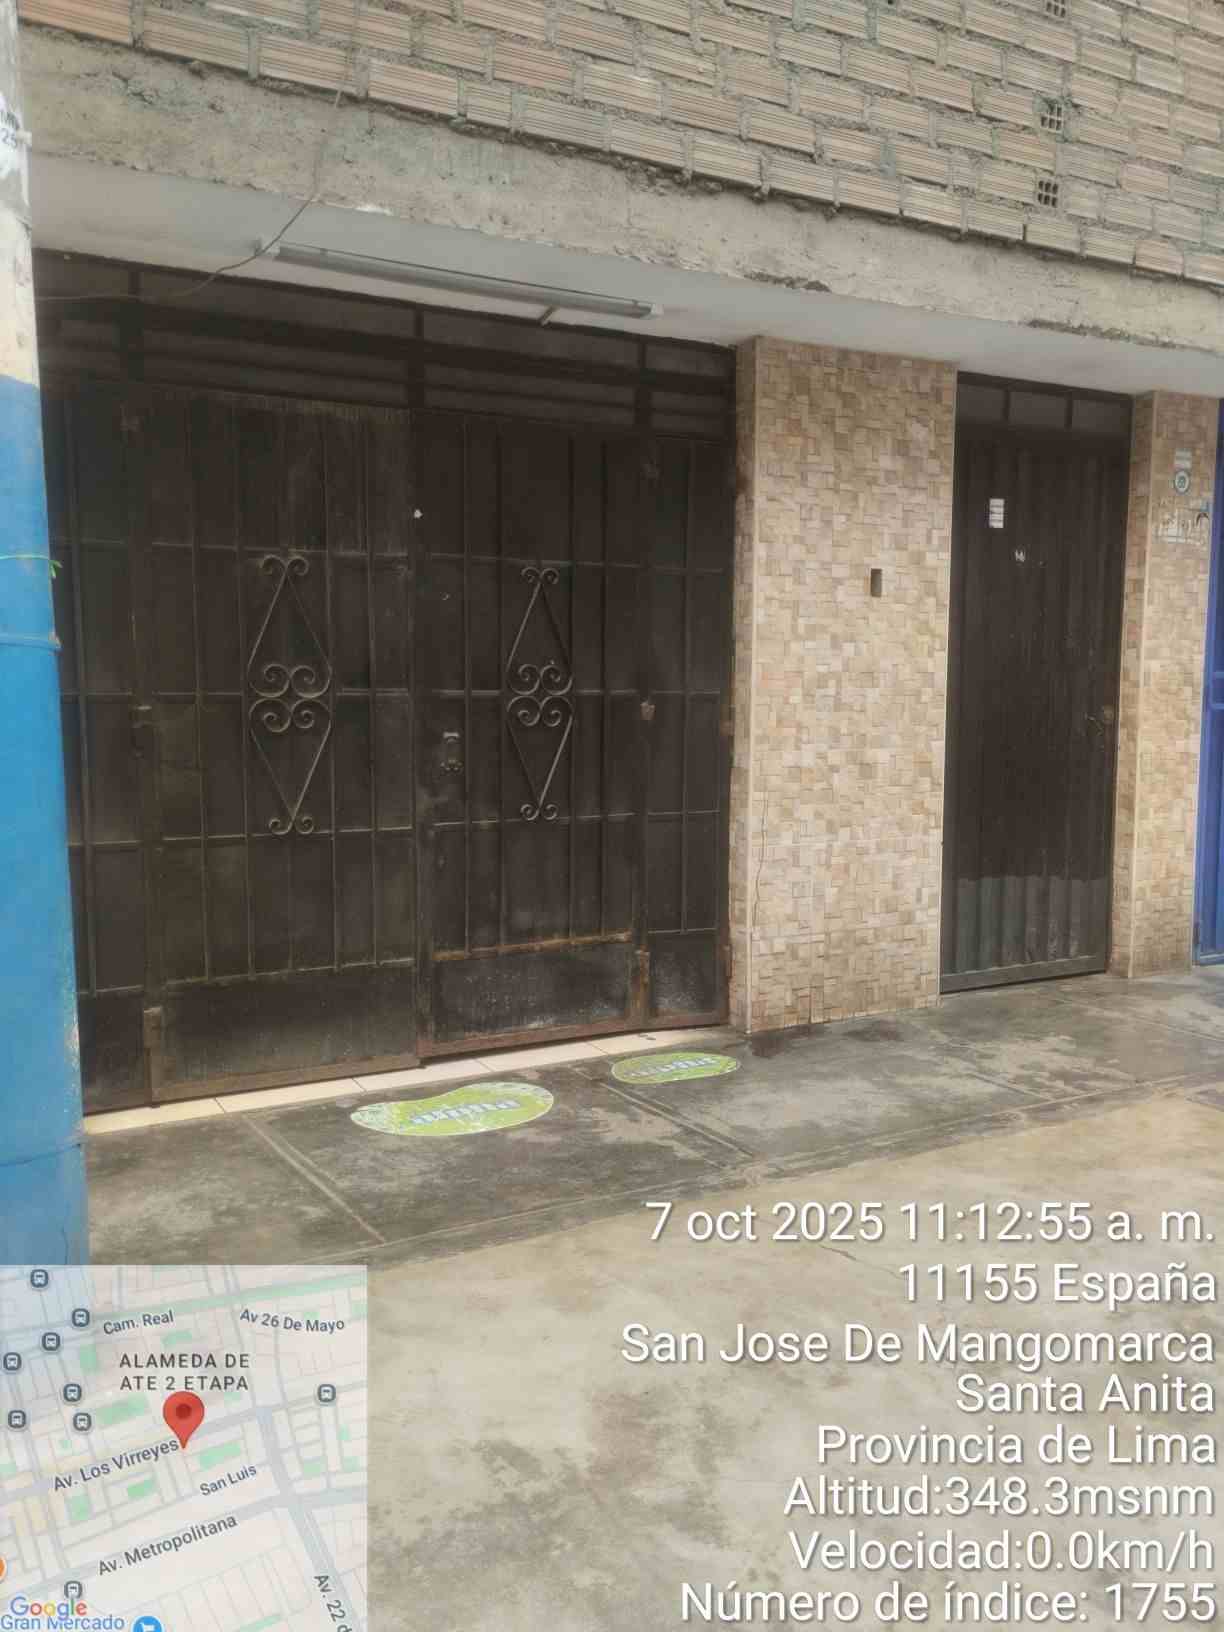 7 oct 2025 11:12:55 a. m.
11155 España
San Jose De Mangomarca
Santa Anita
Provincia de Lima
Altitud:348.3msnm
Velocidad:0.0km/h
Número de índice: 1755
Cam. Real
Av 26 De Mayo
ALAMEDA DE
ATE 2 ETAPA
Av. Los Virreyes
San Luis
Av. Metropolitana
Av. 22 d
Google
Gran Mercado